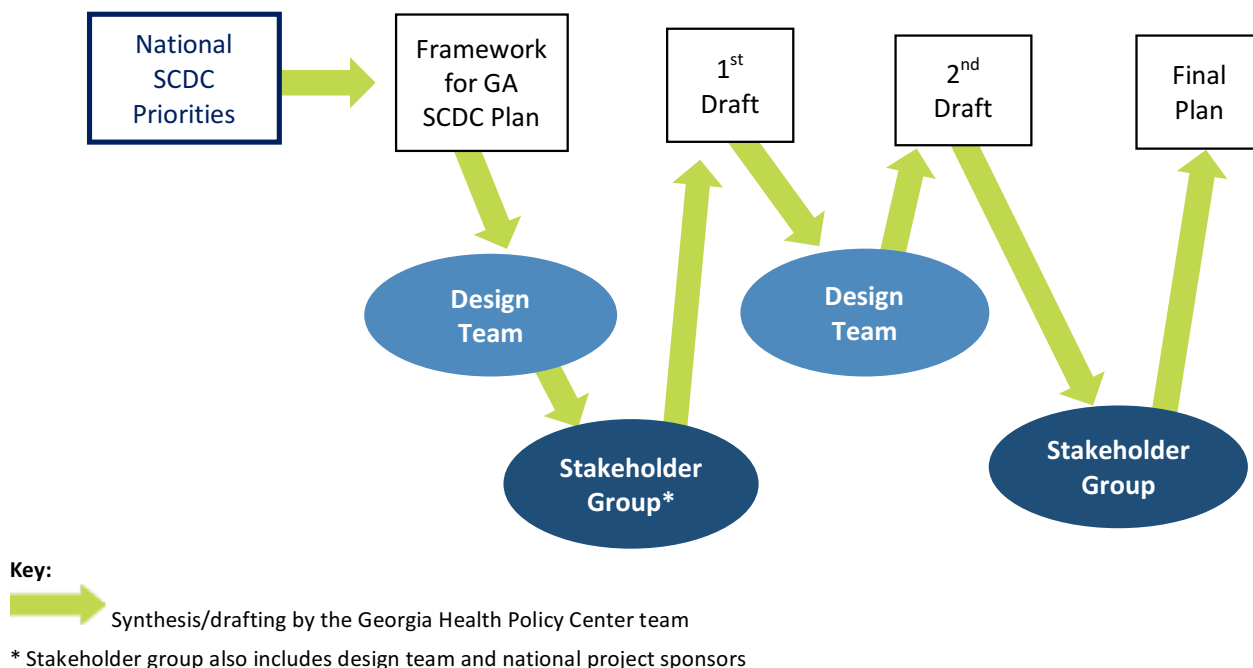 National
SCDC
Priorities
Framework
for GA
SCDC Plan
1st
Draft
2nd
Draft
Final
Plan
Design
Team
Design
Team
Stakeholder
Group*
Stakeholder
Group
Key:
Synthesis/drafting by the Georgia Health Policy Center team
* Stakeholder group also includes design team and national project sponsors